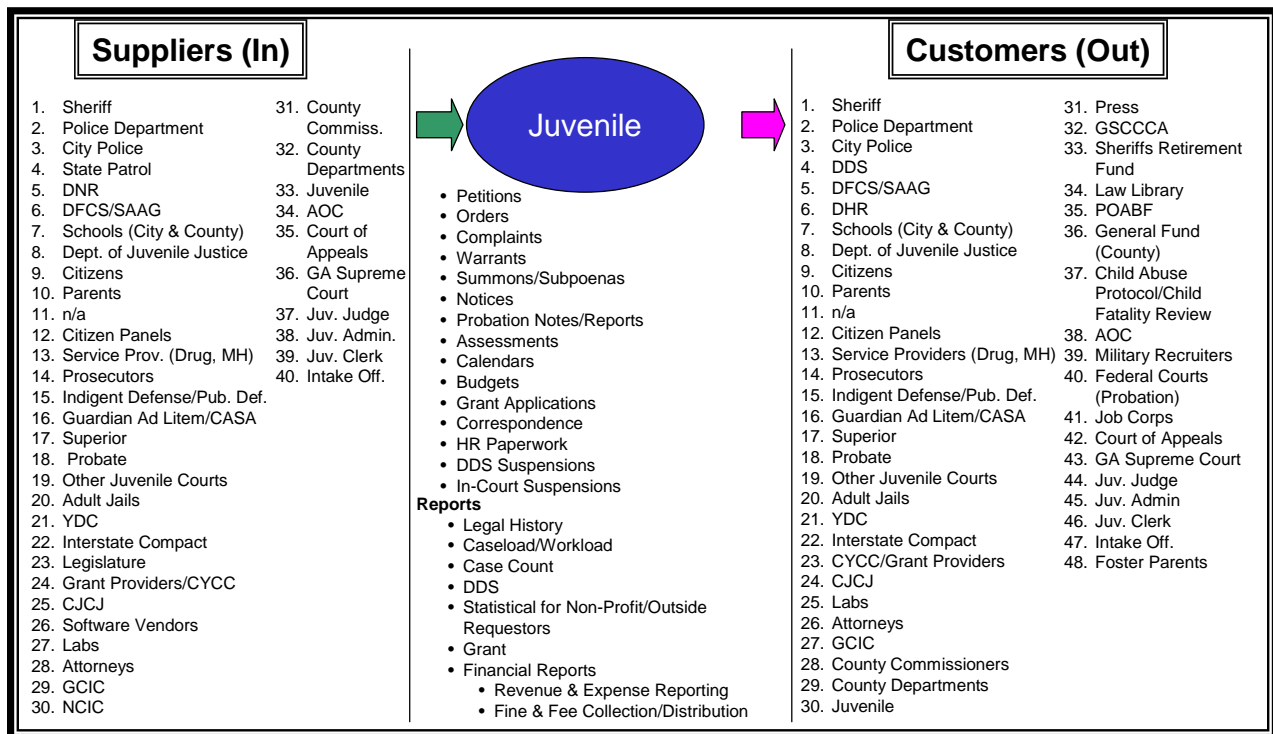 Suppliers (In)
1. Sheriff
2. Police Department
3. City Police
4. State Patrol
5. DNR
6. DFCS/SAAG
7. Schools (City & County)
8. Dept. of Juvenile Justice
9. Citizens
10. Parents
11. n/a
12. Citizen Panels
13. Service Prov. (Drug, MH)
14. Prosecutors
15. Indigent Defense/Pub. Def.
16. Guardian Ad Litem/CASA
17. Superior
18. Probate
19. Other Juvenile Courts
20. Adult Jails
21. YDC
22. Interstate Compact
23. Legislature
24. Grant Providers/CYCC
25. CJCJ
26. Software Vendors
27. Labs
28. Attorneys
29. GCIC
30. NCIC
31. County
Commiss.
32. County
Departments
33. Juvenile
34. AOC
35. Court of
Appeals
36. GA Supreme
Court
37. Juv. Judge
38. Juv. Admin.
39. Juv. Clerk
40. Intake Off.
Juvenile
• Petitions
• Orders
• Complaints
• Warrants
• Summons/Subpoenas
• Notices
• Probation Notes/Reports
• Assessments
• Calendars
• Budgets
• Grant Applications
• Correspondence
• HR Paperwork
• DDS Suspensions
• In-Court Suspensions
Reports
• Legal History
• Caseload/Workload
• Case Count
• DDS
• Statistical for Non-Profit/Outside
Requestors
• Grant
• Financial Reports
• Revenue & Expense Reporting
• Fine & Fee Collection/Distribution
Customers (Out)
1. Sheriff
2. Police Department
3. City Police
4. DDS
5. DFCS/SAAG
6. DHR
7. Schools (City & County)
8. Dept. of Juvenile Justice
9. Citizens
10. Parents
11. n/a
12. Citizen Panels
13. Service Providers (Drug, MH)
14. Prosecutors
15. Indigent Defense/Pub. Def.
16. Guardian Ad Litem/CASA
17. Superior
18. Probate
19. Other Juvenile Courts
20. Adult Jails
21. YDC
22. Interstate Compact
23. CYCC/Grant Providers
24. CJCJ
25. Labs
26. Attorneys
27. GCIC
28. County Commissioners
29. County Departments
30. Juvenile
31. Press
32. GSCCCA
33. Sheriffs Retirement
Fund
34. Law Library
35. POABF
36. General Fund
(County)
37. Child Abuse
Protocol/Child
Fatality Review
38. AOC
39. Military Recruiters
40. Federal Courts
(Probation)
41. Job Corps
42. Court of Appeals
43. GA Supreme Court
44. Juv. Judge
45. Juv. Admin
46. Juv. Clerk
47. Intake Off.
48. Foster Parents